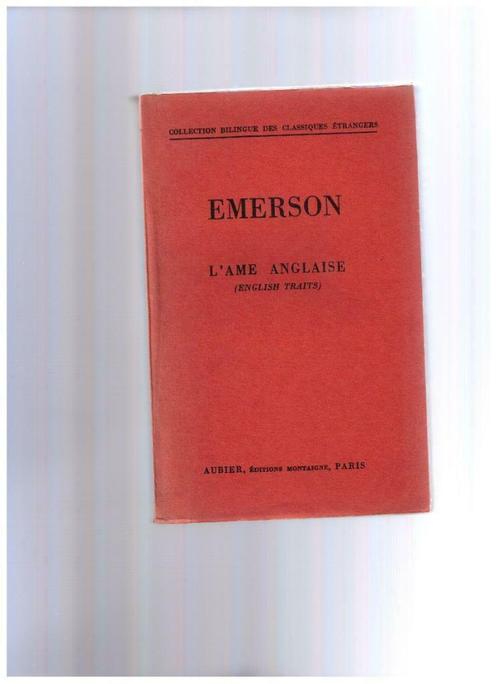 COLLECTION BILINGUE DES CLASSIQUES ÉTRANGERS
EMERSON
L'AME ANGLAISE
(ENGLISH TRAITS)
AUBIER, ÉDITIONS MONTAIGNE, PARIS